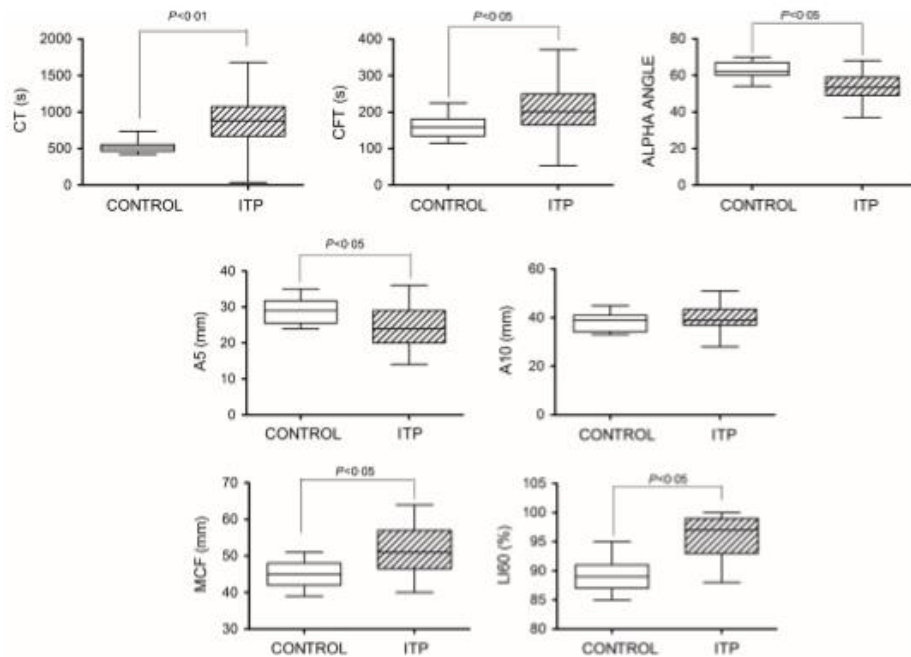 P<0·01
CT (s)
2000
1500
1000
500
0
CONTROL ITP
P<0·05
CFT (s)
400
300
200
100
0
CONTROL ITP
P<0·05
ALPHA ANGLE
80
60
40
20
0
CONTROL ITP
P<0·05
A5 (mm)
40
30
20
10
0
CONTROL ITP
A10 (mm)
60
40
20
0
CONTROL ITP
P<0·05
MCF (mm)
70
60
50
40
30
CONTROL ITP
P<0·05
LI60 (%)
105
100
95
90
85
80
CONTROL ITP